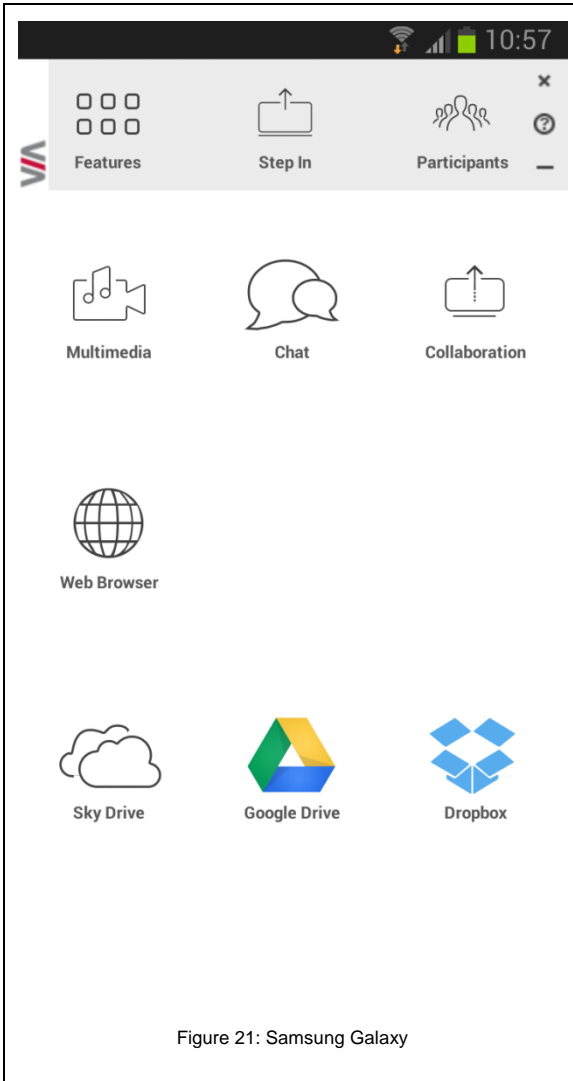 10:57
Features Step In Participants
Multimedia Chat Collaboration
Web Browser
Sky Drive Google Drive Dropbox
Figure 21: Samsung Galaxy